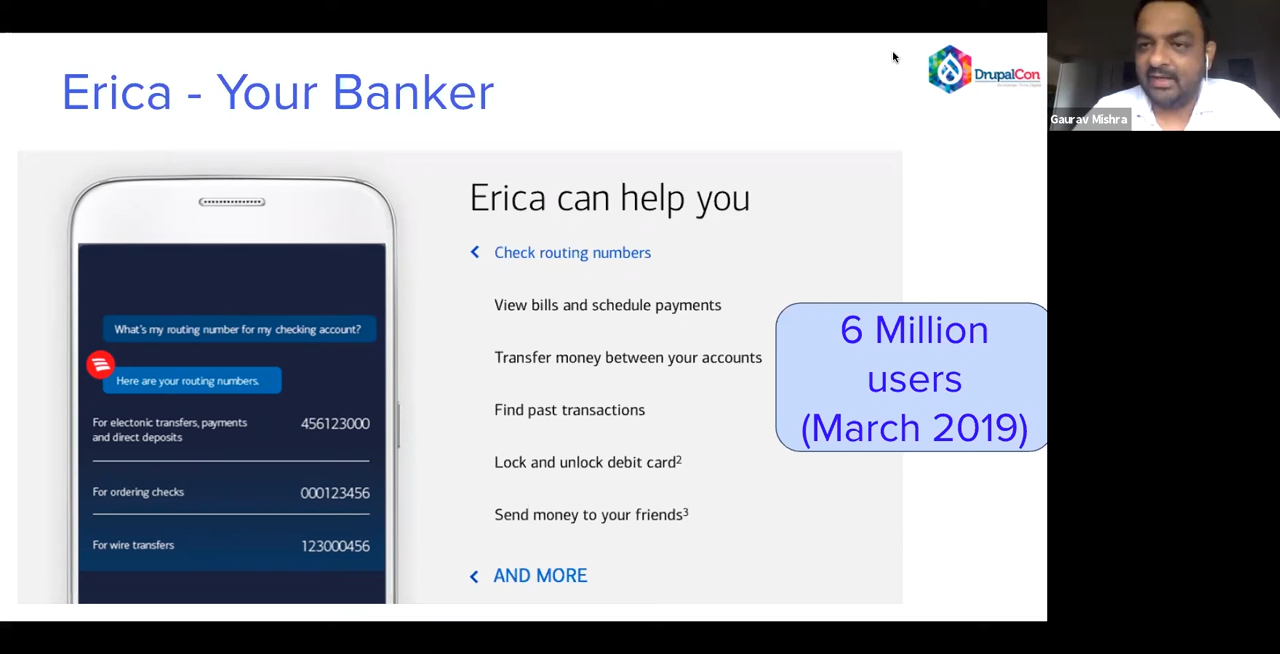 Erica - Your Banker
DrupalCon
Gaurav Mishra
What's my routing number for my checking account?
Here are your routing numbers.
For electonic transfers, payments
and direct deposits
456123000
For ordering checks
000123456
For wire transfers
123000456
Erica can help you
Check routing numbers
View bills and schedule payments
Transfer money between your accounts
Find past transactions
Lock and unlock debit card²
Send money to your friends³
AND MORE
6 Million
users
(March 2019)